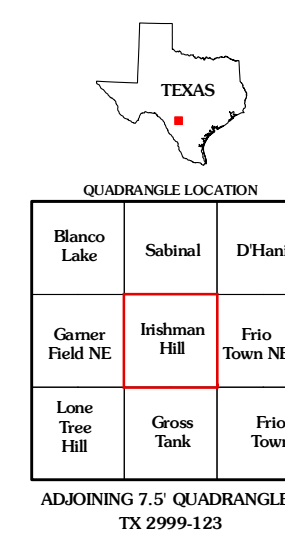 TEXAS
QUADRANGLE LOCATION
Blanco
Lake
Sabinal
D'Hani
Garner
Field NE
Irishman
Hill
Frio
Town NE
Lone
Tree
Hill
Gross
Tank
Frio
Town
ADJOINING 7.5' QUADRANGLE
TX 2999-123